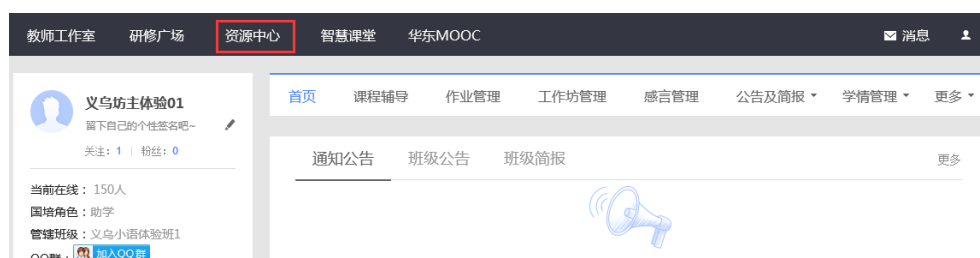 教师工作室 研修广场 资源中心 智慧课堂 华东MOOC 消息
义乌坊主体验01
留下自己的个性签名吧~
关注：1 | 粉丝：0
当前在线：150人
国培角色：助学
管辖班级：义乌小语体验班1
QQ群：加入QQ群
首页 课程辅导 作业管理 工作坊管理 感言管理 公告及简报 学情管理 更多
通知公告 班级公告 班级简报 更多